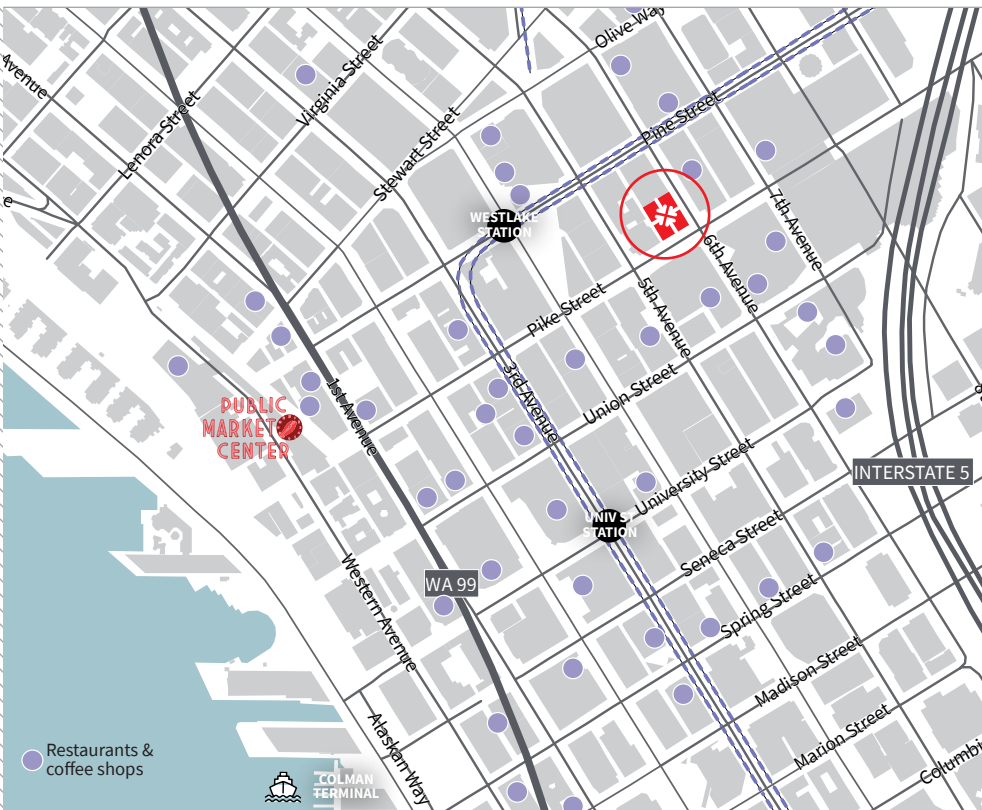 Olive Way
Avenue
Virginia Street
Lenora Street
Stewart Street
Pine Street
WESTLAKE
STATION
7th Avenue
6th Avenue
5th Avenue
Pike Street
3rd Avenue
Union Street
1st Avenue
PUBLIC
MARKET
CENTER
INTERSTATE 5
University Street
UNIV S
STATION
Seneca Street
WA 99
Western Avenue
Spring Street
Madison Street
Marion Street
Alaskan Way
Restaurants &
coffee shops
COLMAN
TERMINAL